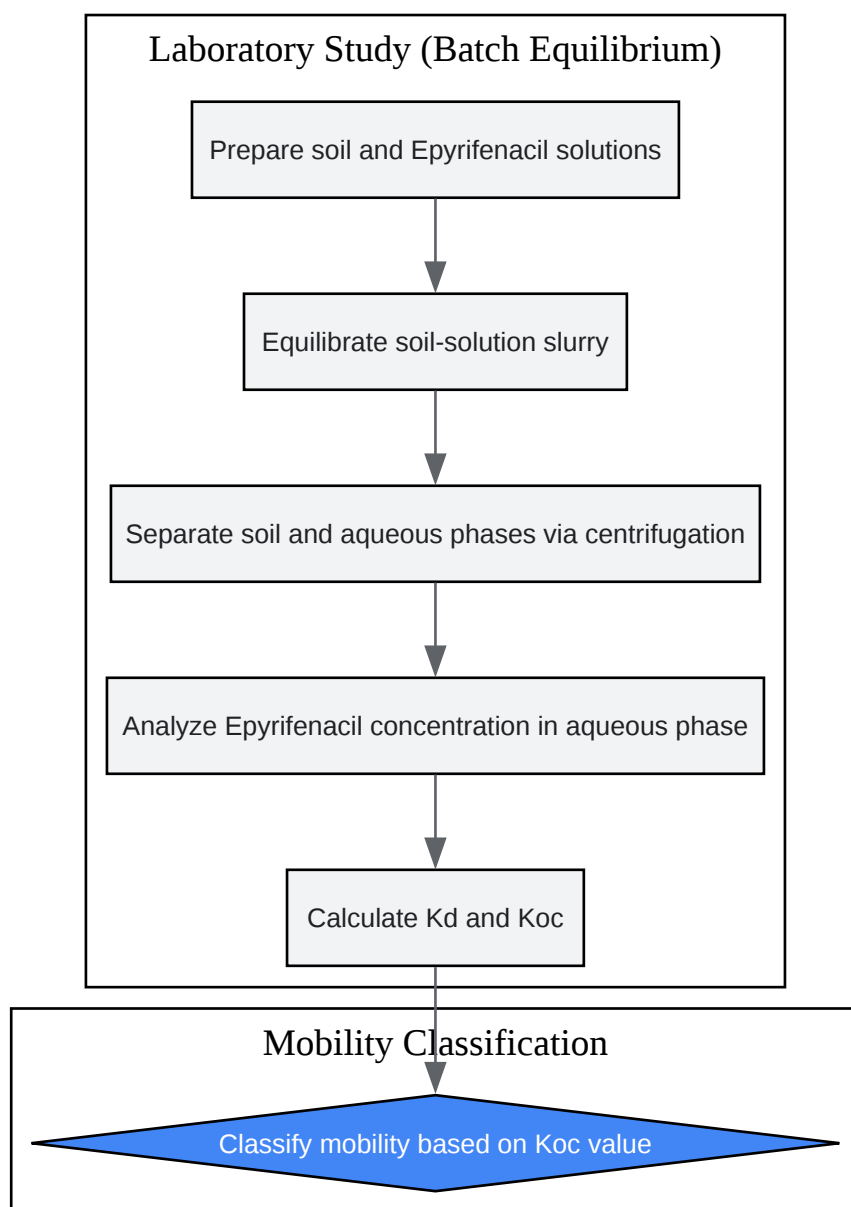 Laboratory Study (Batch Equilibrium)
Prepare soil and Epyrifenacil solutions
Equilibrate soil-solution slurry
Separate soil and aqueous phases via centrifugation
Analyze Epyrifenacil concentration in aqueous phase
Calculate Kd and Koc
Mobility Classification
Classify mobility based on Koc value